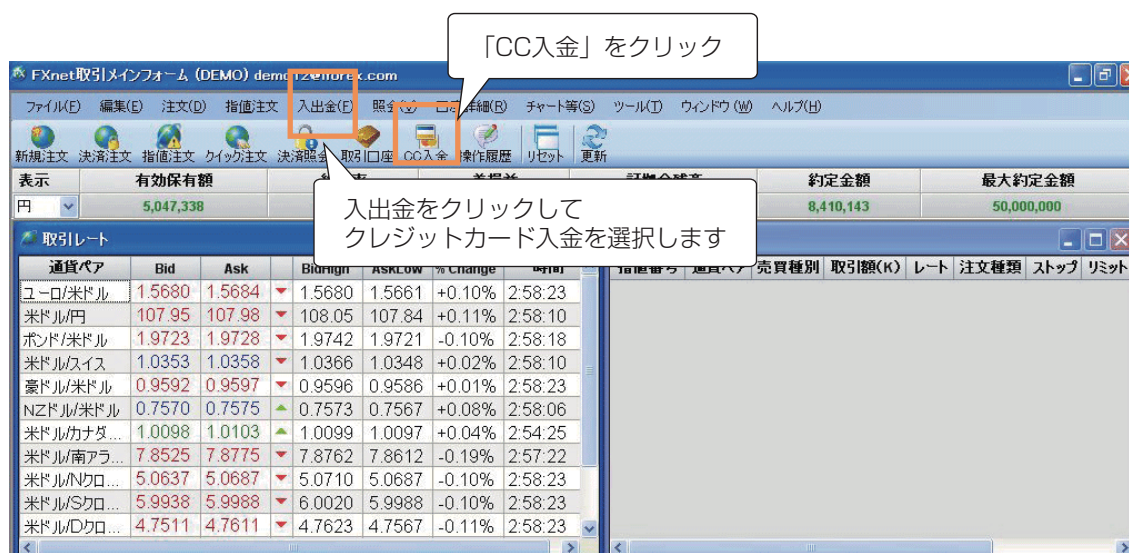 「CC入金」をクリック
FXnet取引メインフォーム (DEMO) demo12@iforex.com
ファイル(F) 編集(E) 注文(D) 指値注文 入出金(F) 照会(V) 詳細(R) チャート等(S) ツール(T) ウィンドウ(W) ヘルプ(H)
新規注文 決済注文 指値注文 クイック注文 決済照会 取引口座 CC入金 操作履歴 リセット 更新
表示 有効保有額 約定金額 最大約定金額
円 5,047,338 8,410,143 50,000,000
入出金をクリックして
クレジットカード入金を選択します
取引レート
通貨ペア Bid Ask BidHigh AskLow % Change 時間 指値番号 通貨ペア 売買種別 取引額(K) レート 注文種類 ストップ リミット
ユーロ/米ドル 1.5680 1.5684 1.5680 1.5661 +0.10% 2:58:23
米ドル/円 107.95 107.98 108.05 107.84 +0.11% 2:58:10
ポンド/米ドル 1.9723 1.9728 1.9742 1.9721 -0.10% 2:58:18
米ドル/スイス 1.0353 1.0358 1.0366 1.0348 +0.02% 2:58:10
豪ドル/米ドル 0.9592 0.9597 0.9596 0.9586 +0.01% 2:58:23
NZドル/米ドル 0.7570 0.7575 0.7573 0.7567 +0.08% 2:58:06
米ドル/カナダ... 1.0098 1.0103 1.0099 1.0097 +0.04% 2:54:25
米ドル/南アラ... 7.8525 7.8775 7.8762 7.8612 -0.19% 2:57:22
米ドル/Nクロ... 5.0637 5.0687 5.0710 5.0687 -0.10% 2:58:23
米ドル/Sクロ... 5.9938 5.9988 6.0020 5.9988 -0.10% 2:58:23
米ドル/Dクロ... 4.7511 4.7611 4.7623 4.7567 -0.11% 2:58:23